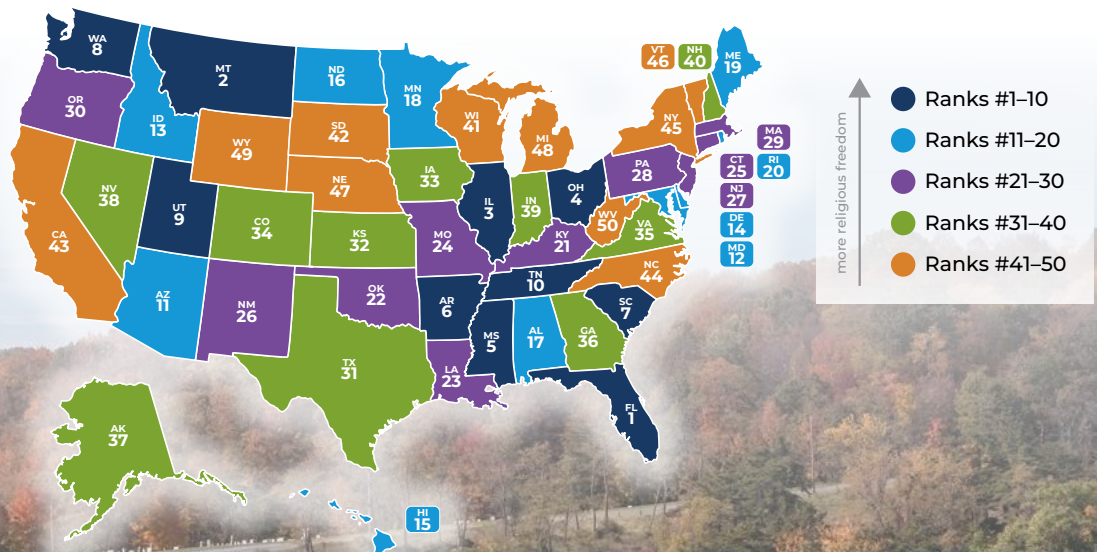 WA
8
MT
2
ND
16
MN
18
VT
46
NH
40
ME
19
OR
30
ID
13
WY
49
SD
42
WI
41
MI
48
NY
45
MA
29
CT
25
RI
20
NJ
27
DE
14
MD
12
NV
38
UT
9
CO
34
NE
47
IA
33
IL
3
IN
39
OH
4
PA
28
WV
50
VA
35
CA
43
KS
32
MO
24
KY
21
NC
44
TN
10
SC
7
AZ
11
NM
26
OK
22
AR
6
MS
5
AL
17
GA
36
TX
31
LA
23
FL
1
AK
37
HI
15
more religious freedom
Ranks #1–10
Ranks #11–20
Ranks #21–30
Ranks #31–40
Ranks #41–50